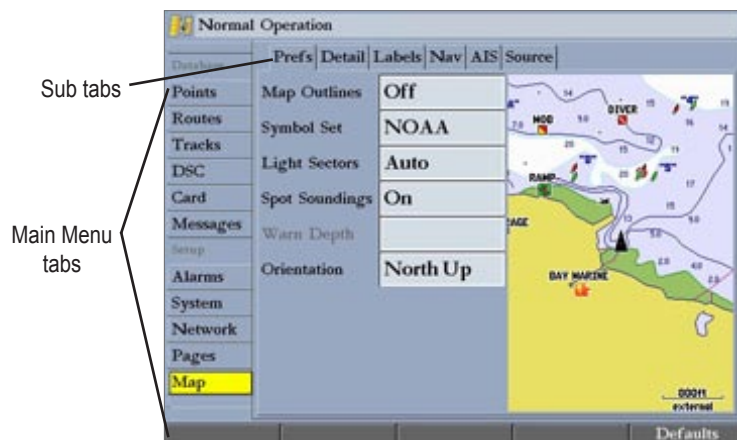 Normal Operation
Sub tabs
Main Menu
tabs
Database
Points
Routes
Tracks
DSC
Card
Messages
Setup
Alarms
System
Network
Pages
Map
Prefs Detail Labels Nav AIS Source
Map Outlines Off
Symbol Set NOAA
Light Sectors Auto
Spot Soundings On
Warn Depth
Orientation North Up
DIVER
MOB
RAMP
BAY MARINE
external
Defaults